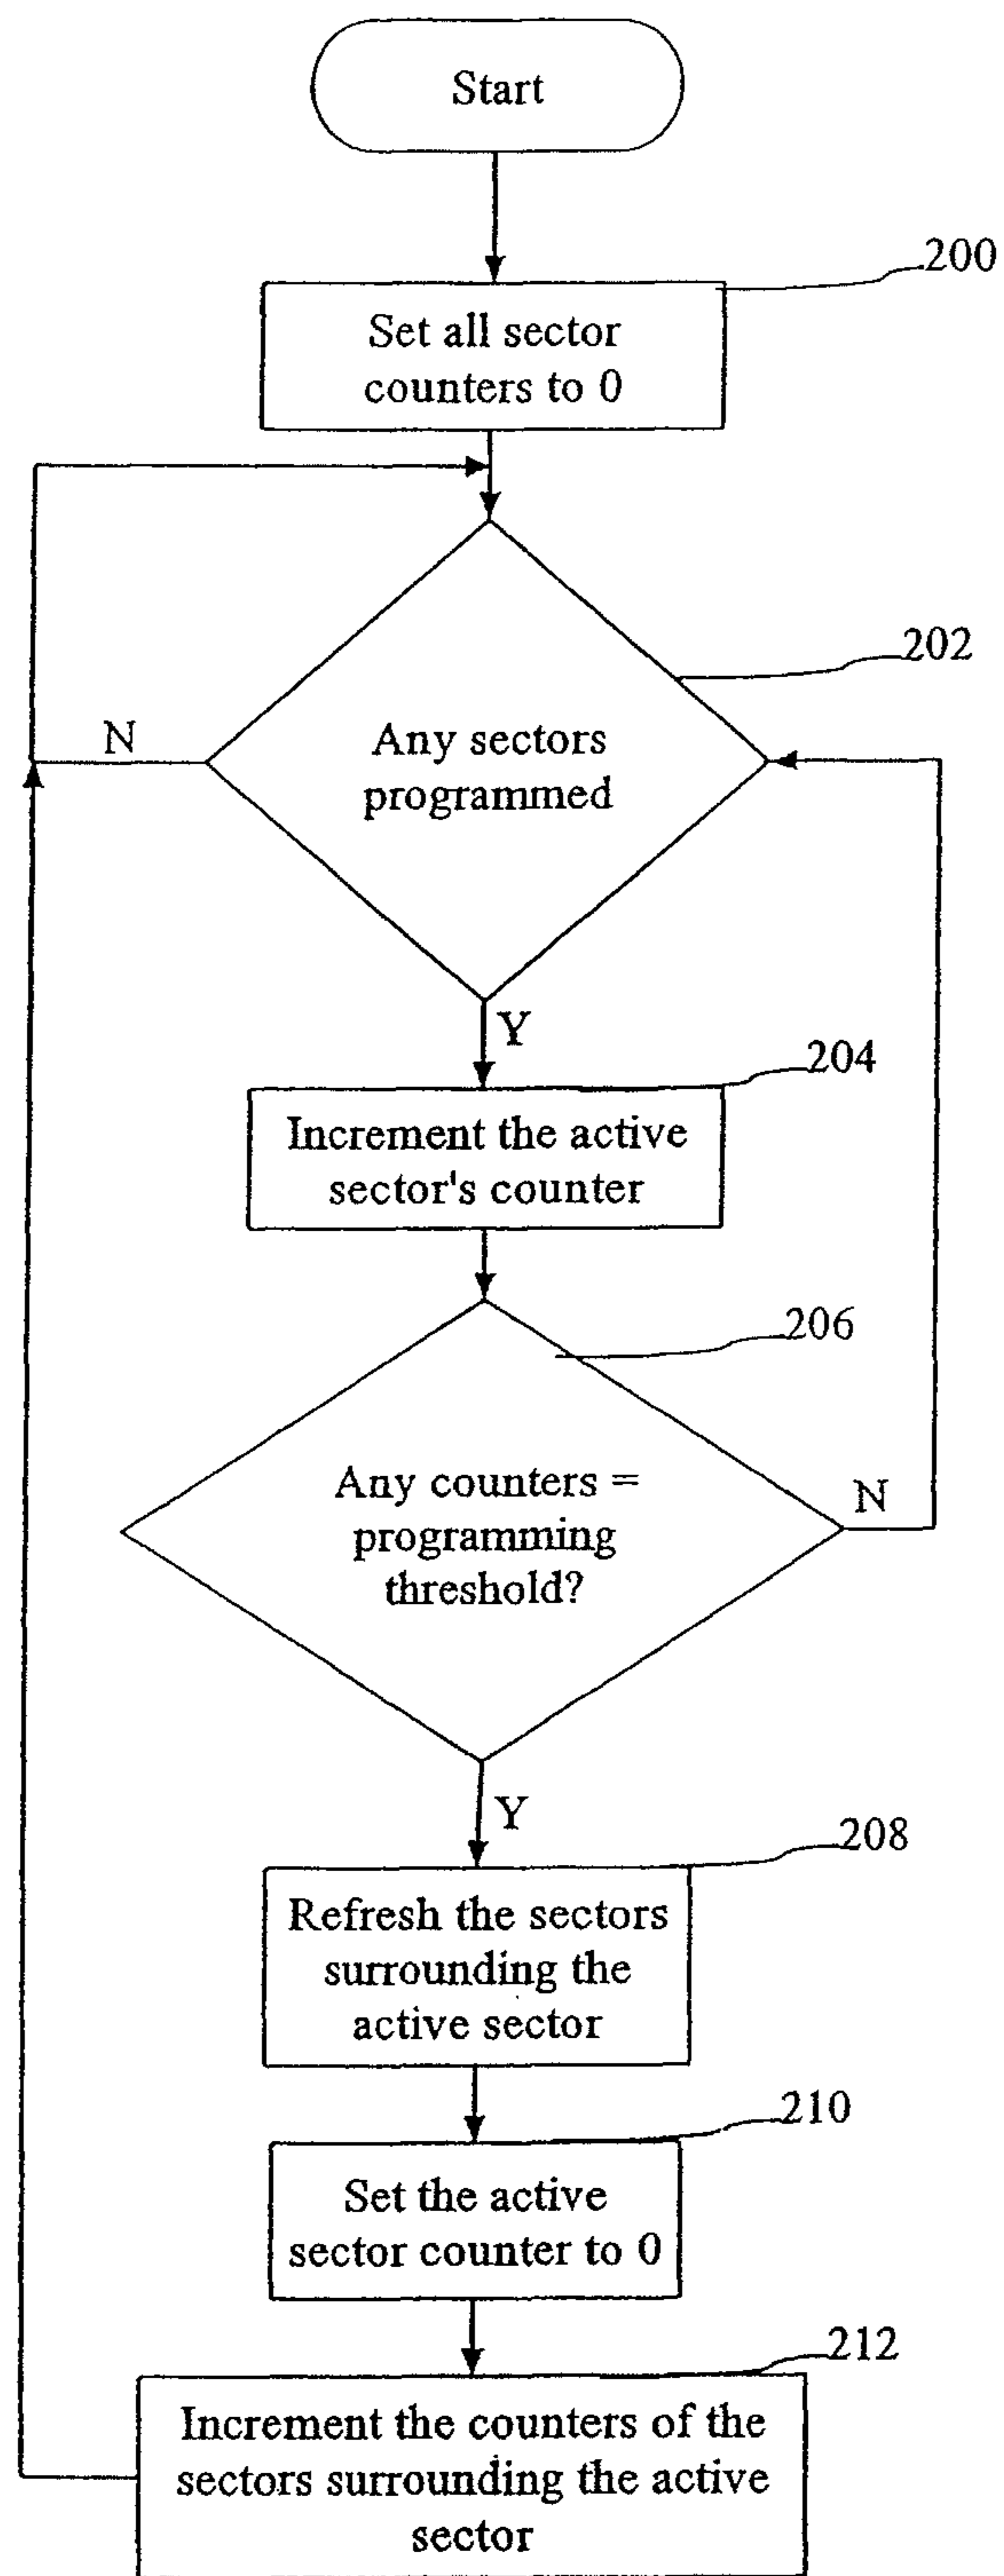 Start
200
Set all sector
counters to 0
202
N
Any sectors
programmed
Y
204
Increment the active
sector's counter
206
Any counters =
programming
threshold?
N
Y
208
Refresh the sectors
surrounding the
active sector
210
Set the active
sector counter to 0
212
Increment the counters of the
sectors surrounding the active
sector